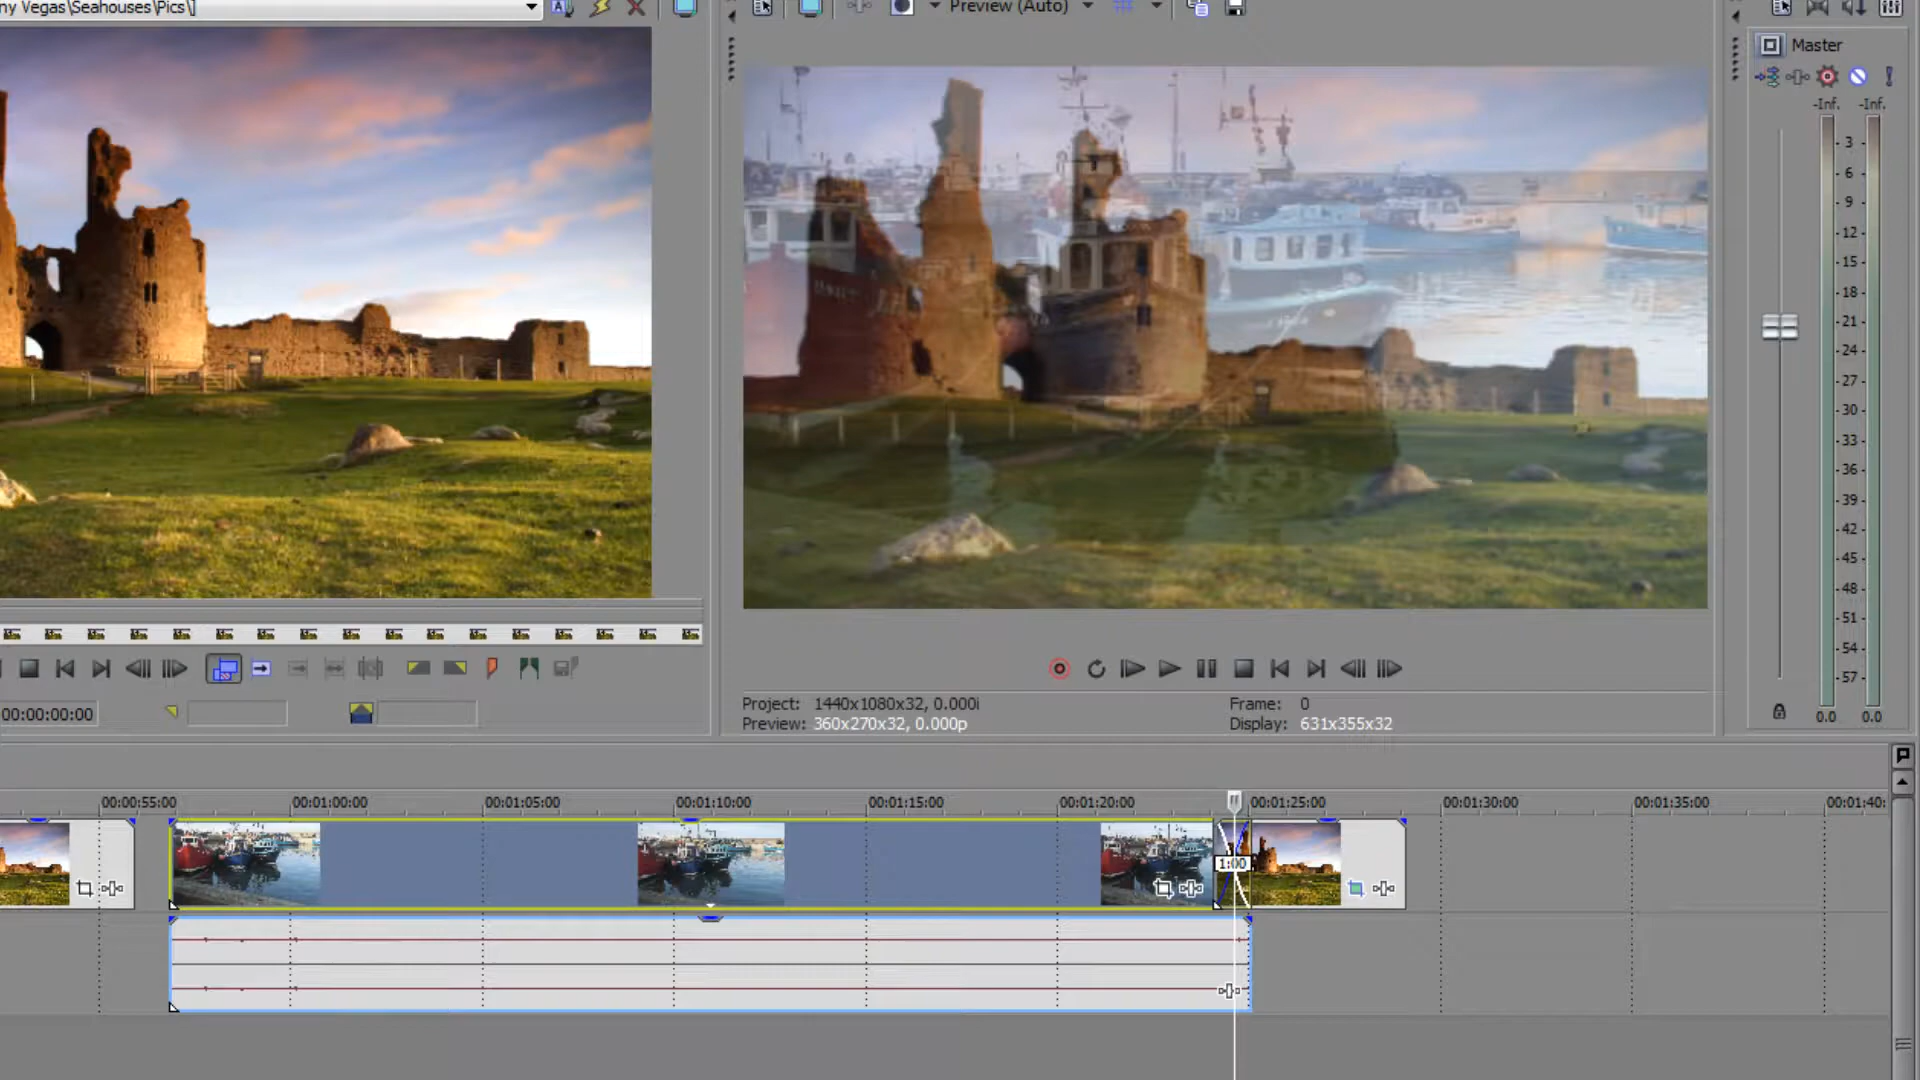 ny Vegas\Seahouses\Pics\]
Preview (Auto)
Master
-Inf. -Inf.
- 3 -
- 6 -
- 9 -
- 12 -
- 15 -
- 18 -
- 21 -
- 24 -
- 27 -
- 30 -
- 33 -
- 36 -
- 39 -
- 42 -
- 45 -
- 48 -
- 51 -
- 54 -
- 57 -
0.0 0.0
00:00:00:00
Project: 1440x1080x32, 0.000i
Frame: 0
Preview: 360x270x32, 0.000p
Display: 631x355x32
00:00:55:00 00:01:00:00 00:01:05:00 00:01:10:00 00:01:15:00 00:01:20:00 00:01:25:00 00:01:30:00 00:01:35:00 00:01:40:
1:00